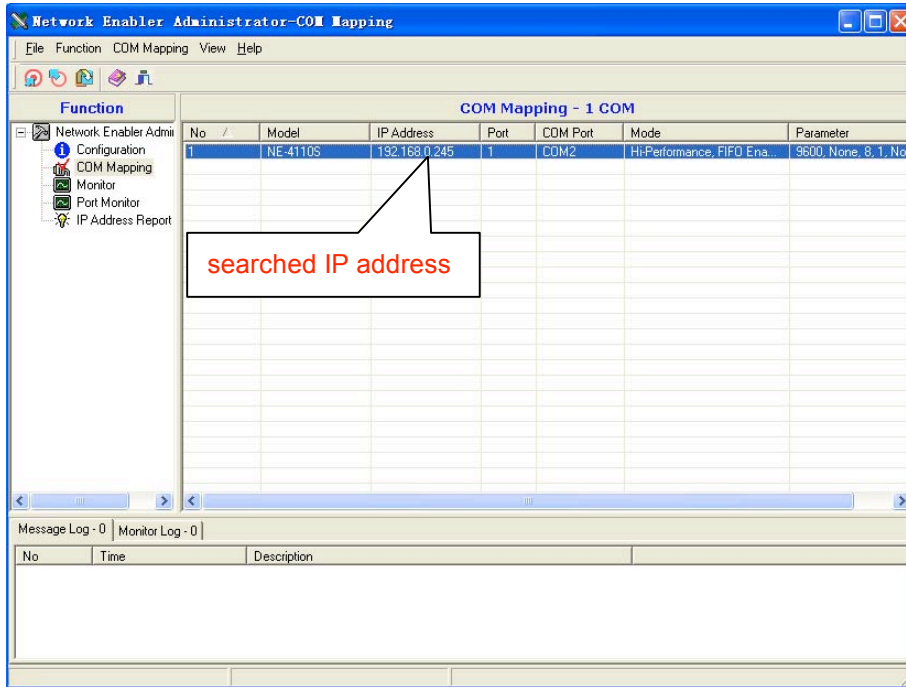 Network Enabler Administrator-COM Mapping
File Function COM Mapping View Help
Function
COM Mapping - 1 COM
Network Enabler Admi
Configuration
COM Mapping
Monitor
Port Monitor
IP Address Report
No / Model IP Address Port COM Port Mode Parameter
1 NE-4110S 192.168.0.245 1 COM2 Hi-Performance, FIFO Ena... 9600, None, 8, 1, No
searched IP address
Message Log - 0 Monitor Log - 0
No Time Description